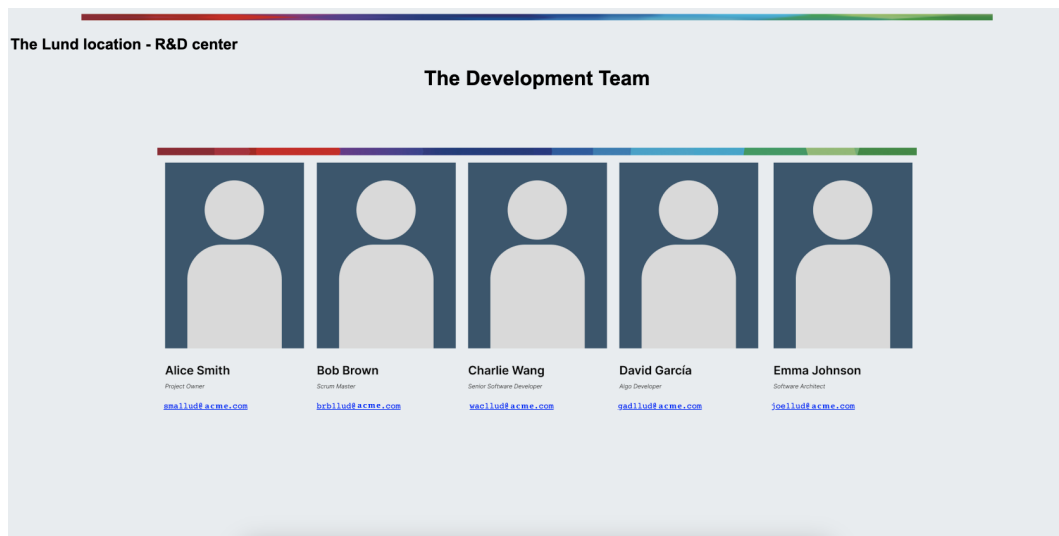 The Lund location - R&D center
The Development Team
Alice Smith
Project Owner
smallud@acme.com
Bob Brown
Scrum Master
brbllud@acme.com
Charlie Wang
Senior Software Developer
wacllud@acme.com
David García
Algo Developer
gadllud@acme.com
Emma Johnson
Software Architect
joellud@acme.com